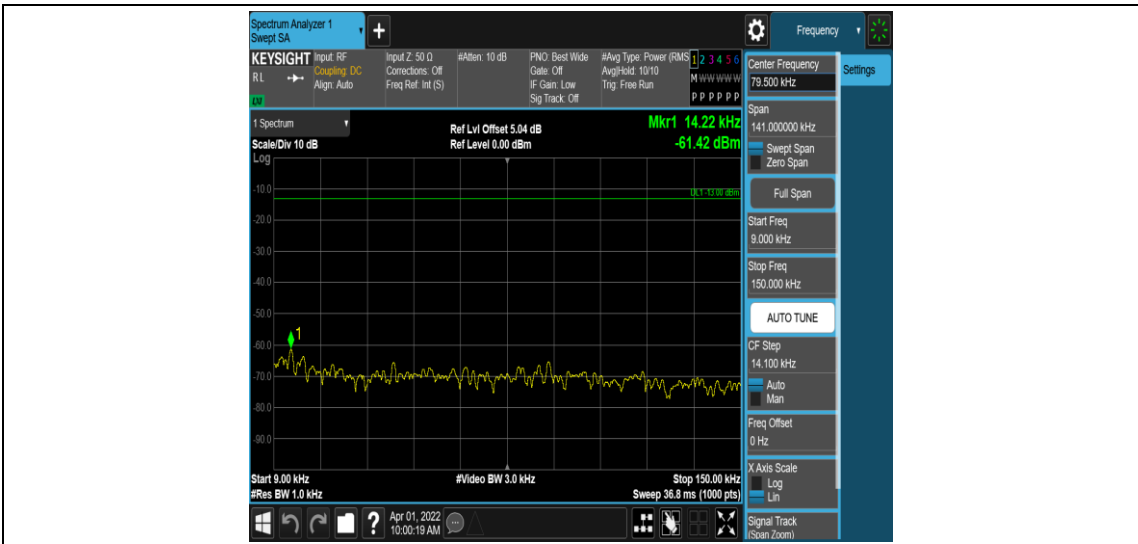 Spectrum Analyzer 1
Swept SA
+
Frequency
KEYSIGHT
RL
LXI
Input: RF
Coupling: DC
Align: Auto
Input Z: 50 Ω
Corrections: Off
Freq Ref: Int (S)
#Atten: 10 dB
PNO: Best Wide
Gate: Off
IF Gain: Low
Sig Track: Off
#Avg Type: Power (RMS
Avg|Hold: 10/10
Trig: Free Run
1 2 3 4 5 6
M W W W W W
P P P P P P
1 Spectrum
Scale/Div 10 dB
Log
Ref Lvl Offset 5.04 dB
Ref Level 0.00 dBm
Mkr1 14.22 kHz
-61.42 dBm
DL1 -13.00 dBm
-10.0
-20.0
-30.0
-40.0
-50.0
-60.0
-70.0
-80.0
-90.0
1
Start 9.00 kHz
#Res BW 1.0 kHz
#Video BW 3.0 kHz
Stop 150.00 kHz
Sweep 36.8 ms (1000 pts)
Center Frequency
79.500 kHz
Settings
Span
141.000000 kHz
Swept Span
Zero Span
Full Span
Start Freq
9.000 kHz
Stop Freq
150.000 kHz
AUTO TUNE
CF Step
14.100 kHz
Auto
Man
Freq Offset
0 Hz
X Axis Scale
Log
Lin
Signal Track
(Span Zoom)
?
Apr 01, 2022
10:00:19 AM